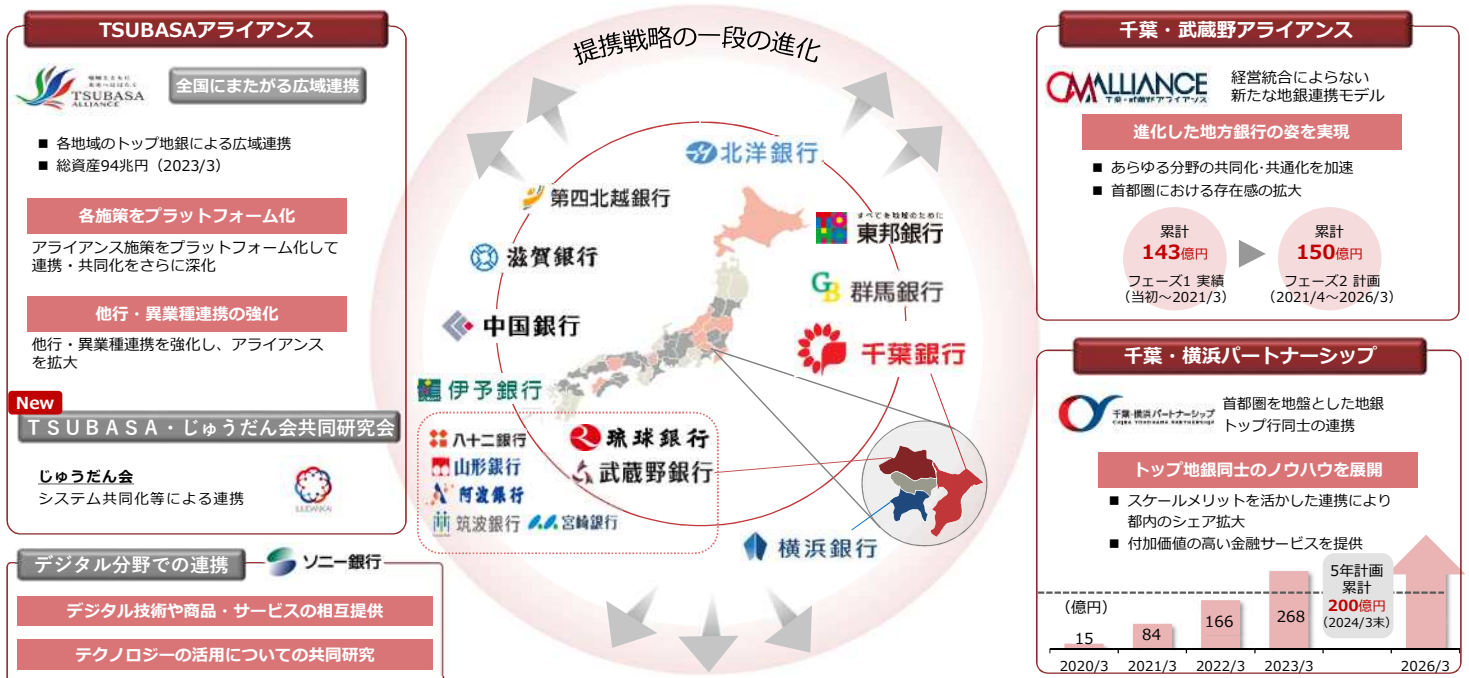 TSUBASAアライアンス
地域とともに
未来へはばたく
TSUBASA
ALLIANCE
全国にまたがる広域連携
■ 各地域のトップ地銀による広域連携
■ 総資産94兆円（2023/3）
各施策をプラットフォーム化
アライアンス施策をプラットフォーム化して
連携・共同化をさらに深化
他行・異業種連携の強化
他行・異業種連携を強化し、アライアンス
を拡大
New
TSUBASA・じゅうだん会共同研究会
じゅうだん会
システム共同化等による連携
JUDANKAI
デジタル分野での連携
ソニー銀行
デジタル技術や商品・サービスの相互提供
テクノロジーの活用についての共同研究
提携戦略の一段の進化
北洋銀行
第四北越銀行
すべてを地域のために
東邦銀行
滋賀銀行
GB 群馬銀行
中国銀行
千葉銀行
伊予銀行
八十二銀行
琉球銀行
山形銀行
武蔵野銀行
阿波銀行
筑波銀行
宮崎銀行
横浜銀行
千葉・武蔵野アライアンス
CMALLIANCE
千葉・武蔵野アライアンス
経営統合によらない
新たな地銀連携モデル
進化した地方銀行の姿を実現
■ あらゆる分野の共同化･共通化を加速
■ 首都圏における存在感の拡大
累計
143億円
フェーズ1 実績
（当初～2021/3）
累計
150億円
フェーズ2 計画
（2021/4～2026/3）
千葉・横浜パートナーシップ
千葉・横浜パートナーシップ
CHIBA YOKOHAMA PARTNERSHIP
首都圏を地盤とした地銀
トップ行同士の連携
トップ地銀同士のノウハウを展開
■ スケールメリットを活かした連携により
都内のシェア拡大
■ 付加価値の高い金融サービスを提供
（億円）
15
84
166
268
5年計画
累計
200億円
（2024/3末）
2020/3
2021/3
2022/3
2023/3
2026/3